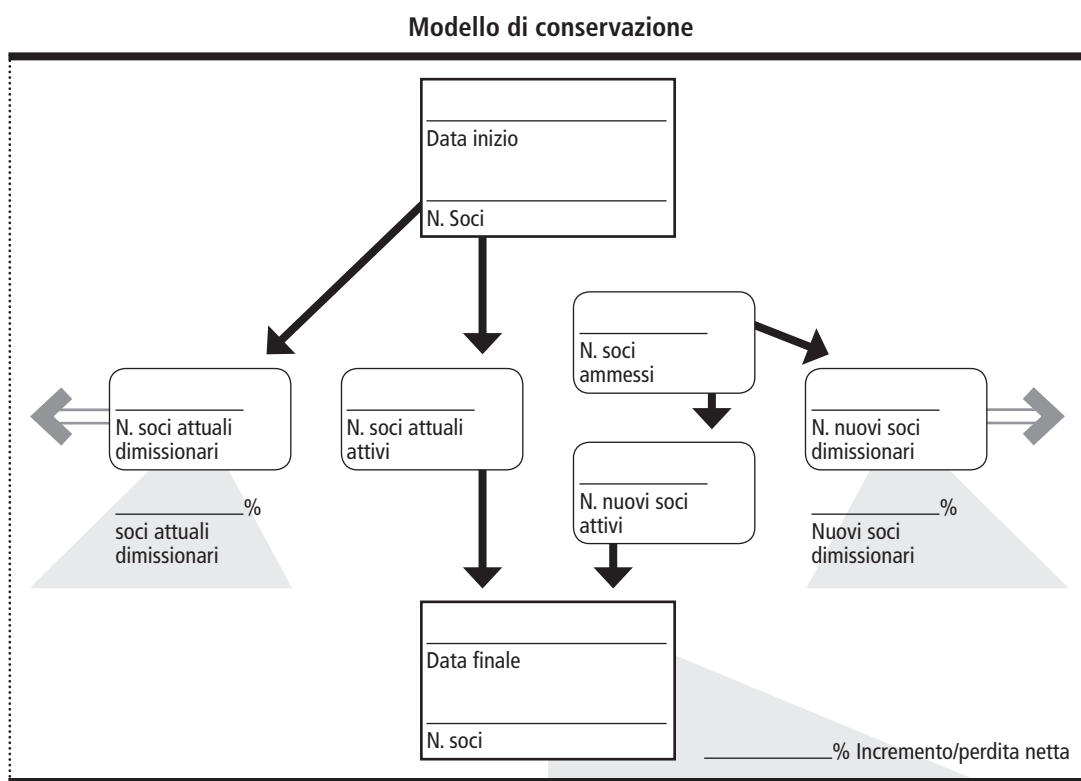 Modello di conservazione
Data inizio
N. Soci
N. soci
ammessi
N. soci attuali
dimissionari
N. soci attuali
attivi
N. nuovi soci
dimissionari
N. nuovi soci
attivi
%
soci attuali
dimissionari
%
Nuovi soci
dimissionari
Data finale
N. soci
% Incremento/perdita netta